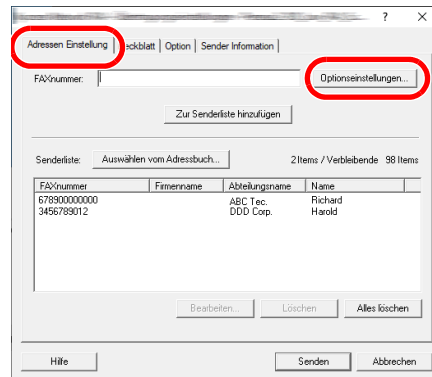 Adressen Einstellung eckblatt Option Sender Information
FAXnummer: Optionseinstellungen...
Zur Senderliste hinzufügen
Senderliste: Auswählen vom Adressbuch... 2 Items / Verbleibende 98 Items
FAXnummer Firmenname Abteilungsname Name
678900000000 ABC Tec. Richard
3456789012 DDD Corp. Harold
Bearbeiten... Löschen Alles löschen
Hilfe Senden Abbrechen